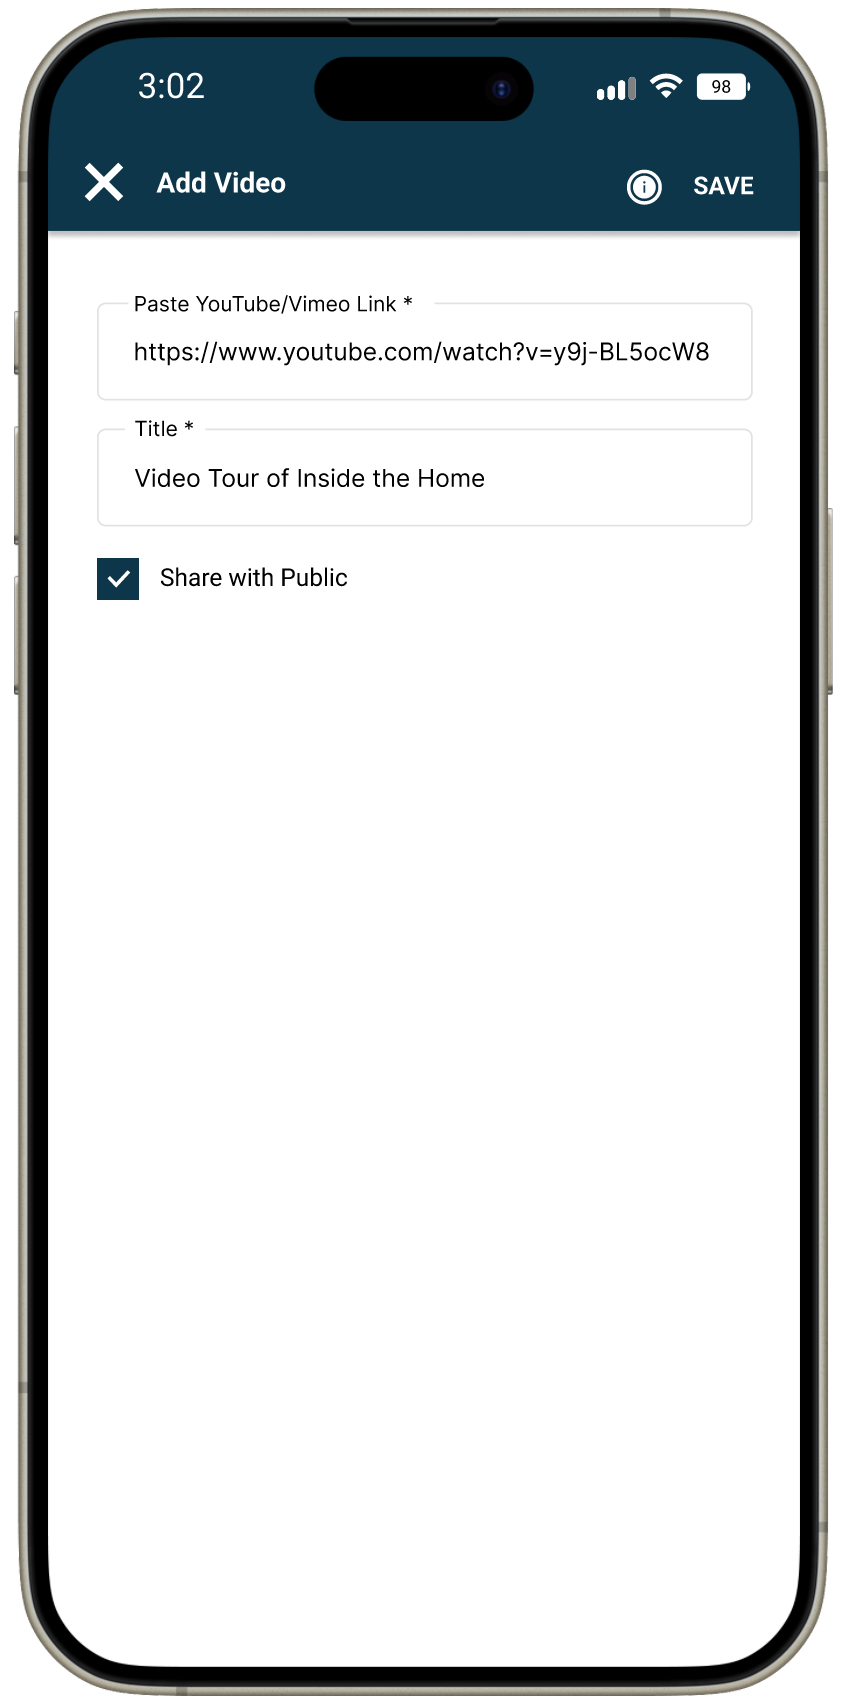 3:02
98
Add Video
SAVE
Paste YouTube/Vimeo Link *
https://www.youtube.com/watch?v=y9j-BL5ocW8
Title *
Video Tour of Inside the Home
Share with Public